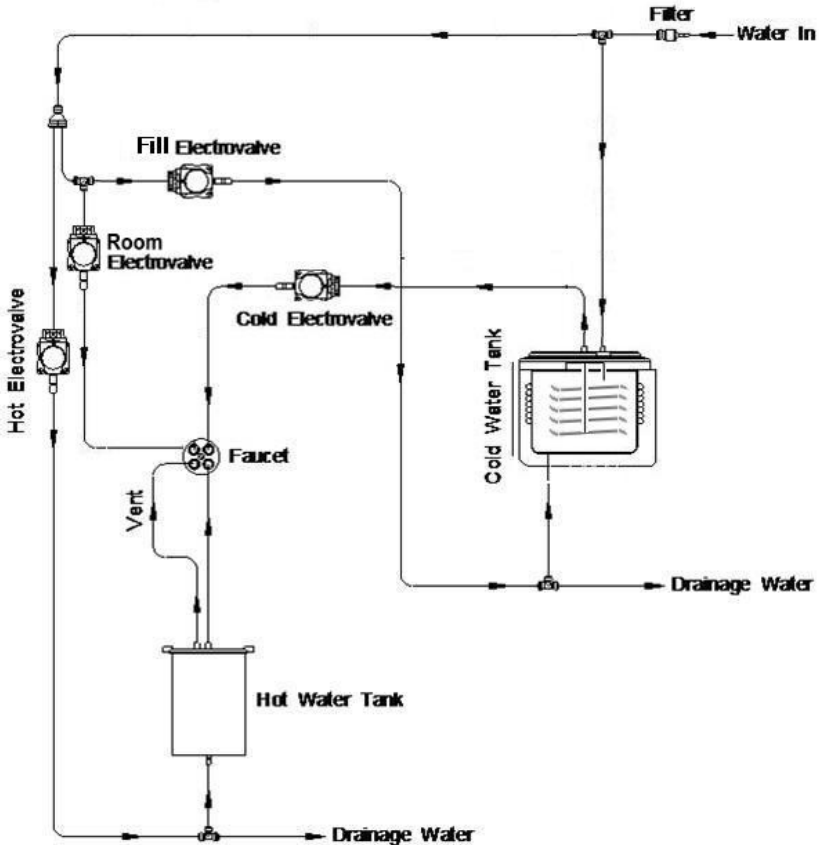 Filter
Water In
Fill Electrovalve
Room
Electrovalve
Cold Electrovalve
Hot Electrovalve
Cold Water Tank
Faucet
Vent
Drainage Water
Hot Water Tank
Drainage Water